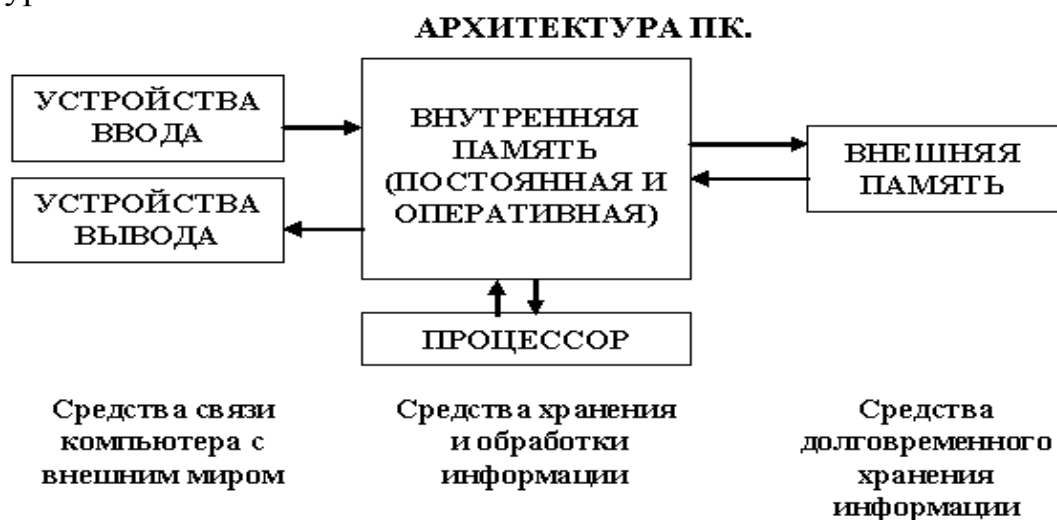 ур
АРХИТЕКТУРА ПК.
УСТРОЙСТВА
ВВОДА
УСТРОЙСТВА
ВЫВОДА
ВНУТРЕННЯЯ
ПАМЯТЬ
(ПОСТОЯННАЯ И
ОПЕРАТИВНАЯ)
ВНЕШНЯЯ
ПАМЯТЬ
ПРОЦЕССОР
Средства связи
компьютера с
внешним миром
Средства хранения
и обработки
информации
Средства
долговременного
хранения
информации